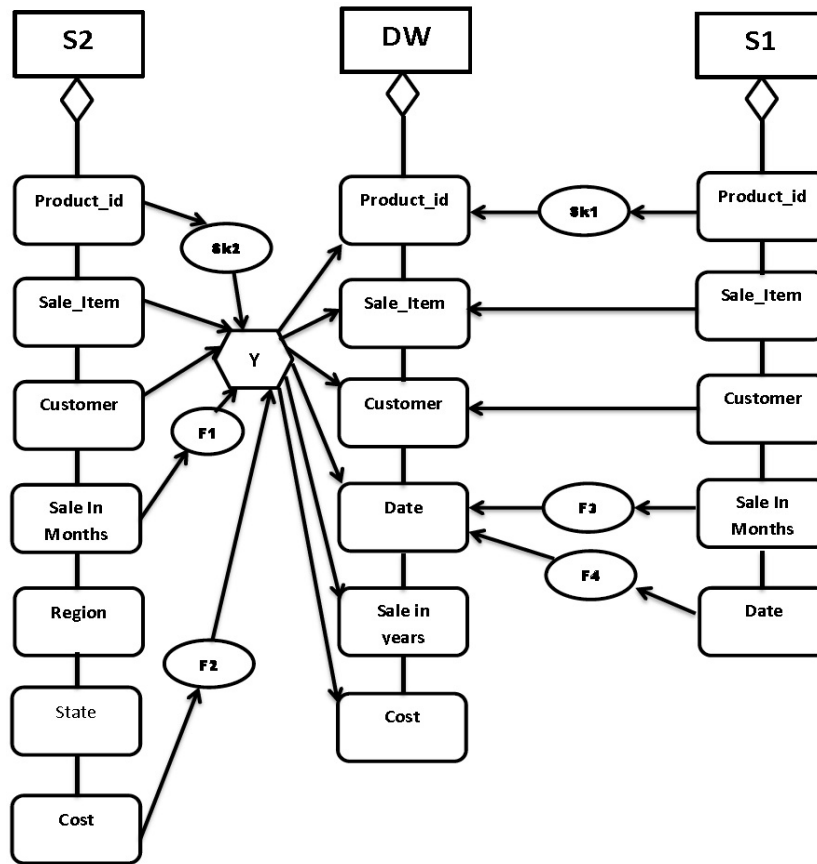 S2
DW
S1
Product_id
Product_id
Sk1
Product_id
Sk2
Sale_Item
Sale_Item
Sale_Item
Y
Customer
Customer
Customer
F1
Sale In
Months
Date
F3
Sale In
Months
F4
Region
Sale in
years
Date
F2
State
Cost
Cost